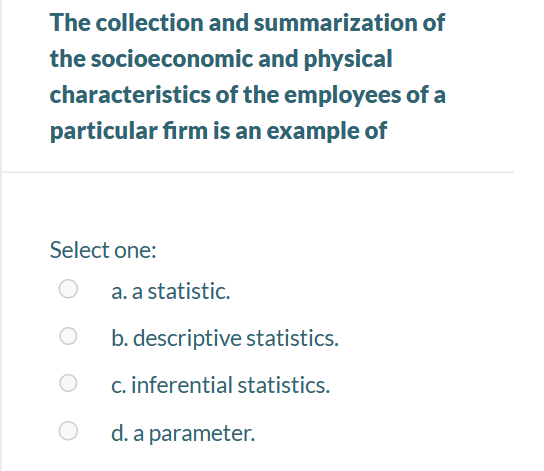 The collection and summarization of
the socioeconomic and physical
characteristics of the employees of a
particular firm is an example of
Select one:
a. a statistic.
b. descriptive statistics.
c. inferential statistics.
d. a parameter.